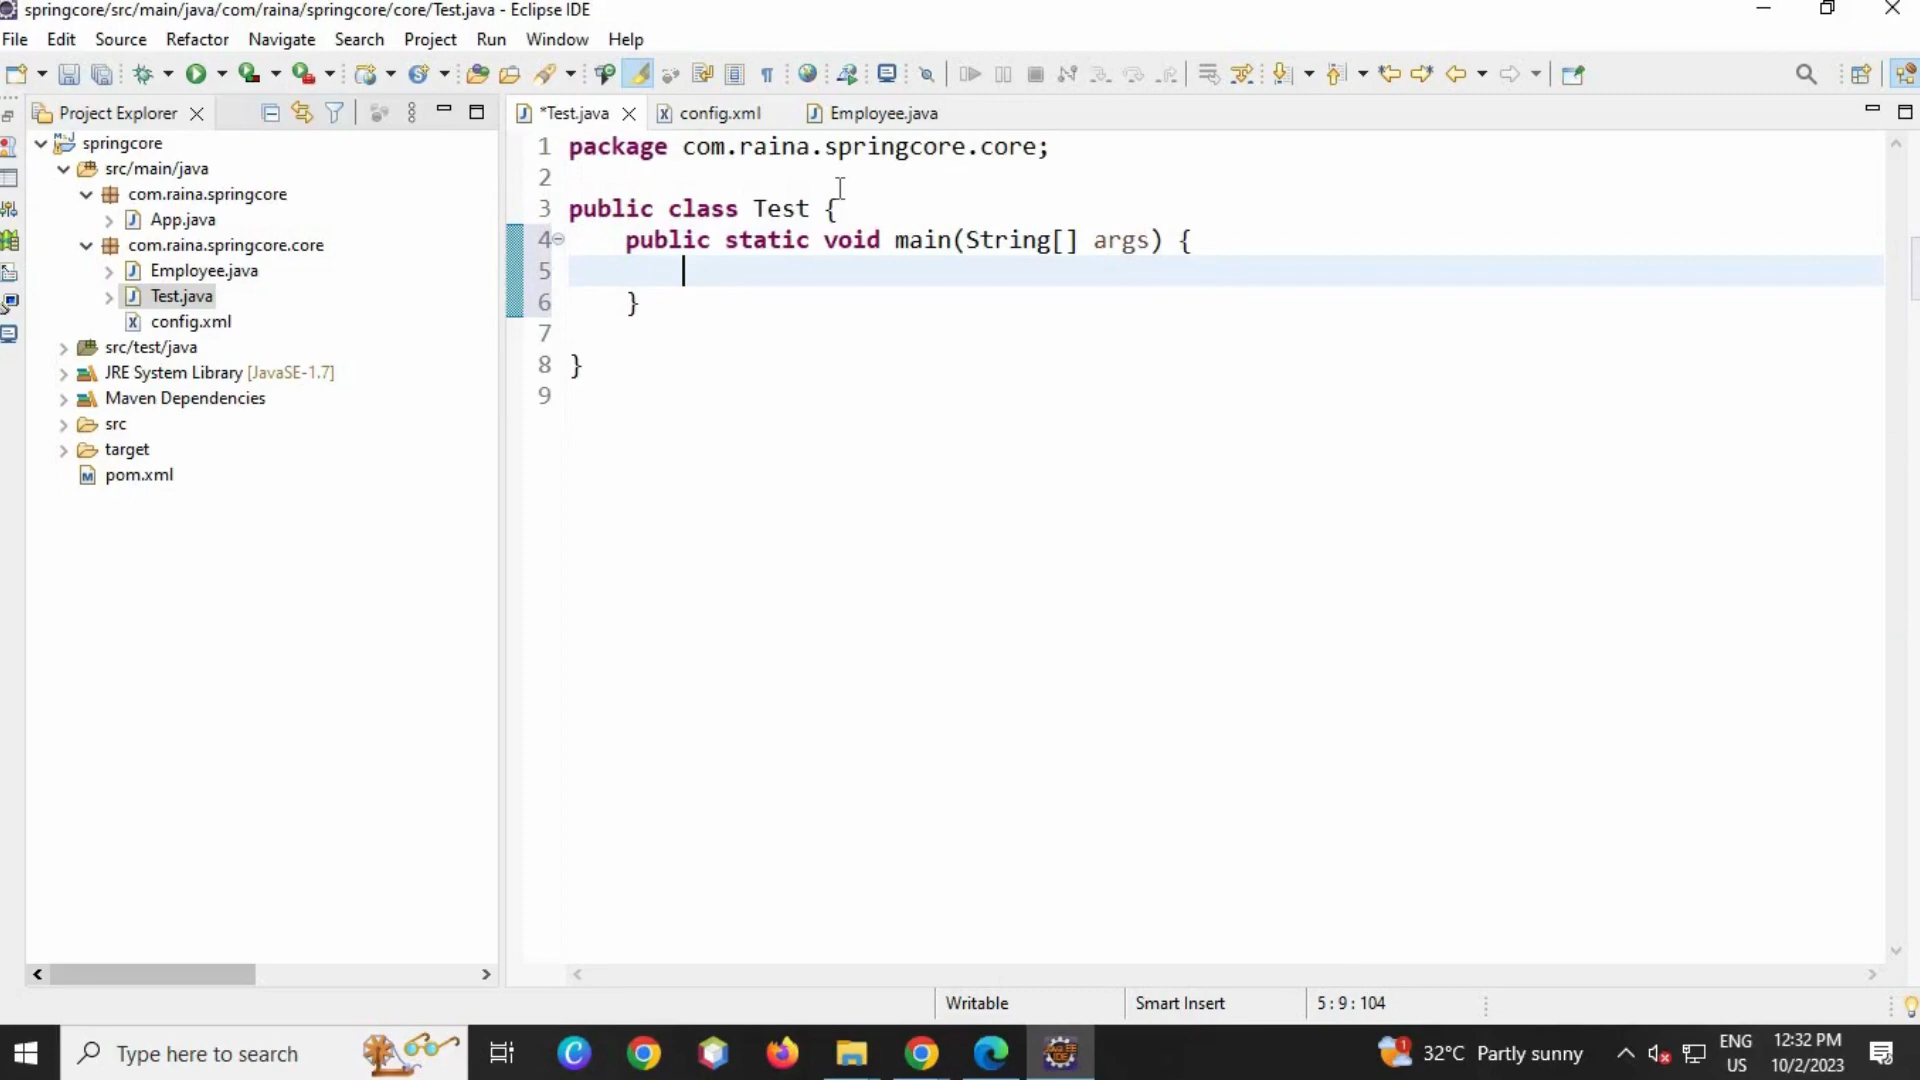 springcore/src/main/java/com/raina/springcore/core/Test.java - Eclipse IDE
File Edit Source Refactor Navigate Search Project Run Window Help
Project Explorer
*Test.java config.xml Employee.java
springcore
src/main/java
com.raina.springcore
App.java
com.raina.springcore.core
Employee.java
Test.java
config.xml
src/test/java
JRE System Library [JavaSE-1.7]
Maven Dependencies
src
target
pom.xml
1 package com.raina.springcore.core;
2
3 public class Test {
4 public static void main(String[] args) {
5
6 }
7
8 }
9
Writable Smart Insert 5 : 9 : 104
Type here to search
1 32°C Partly sunny
ENG
US
12:32 PM
10/2/2023